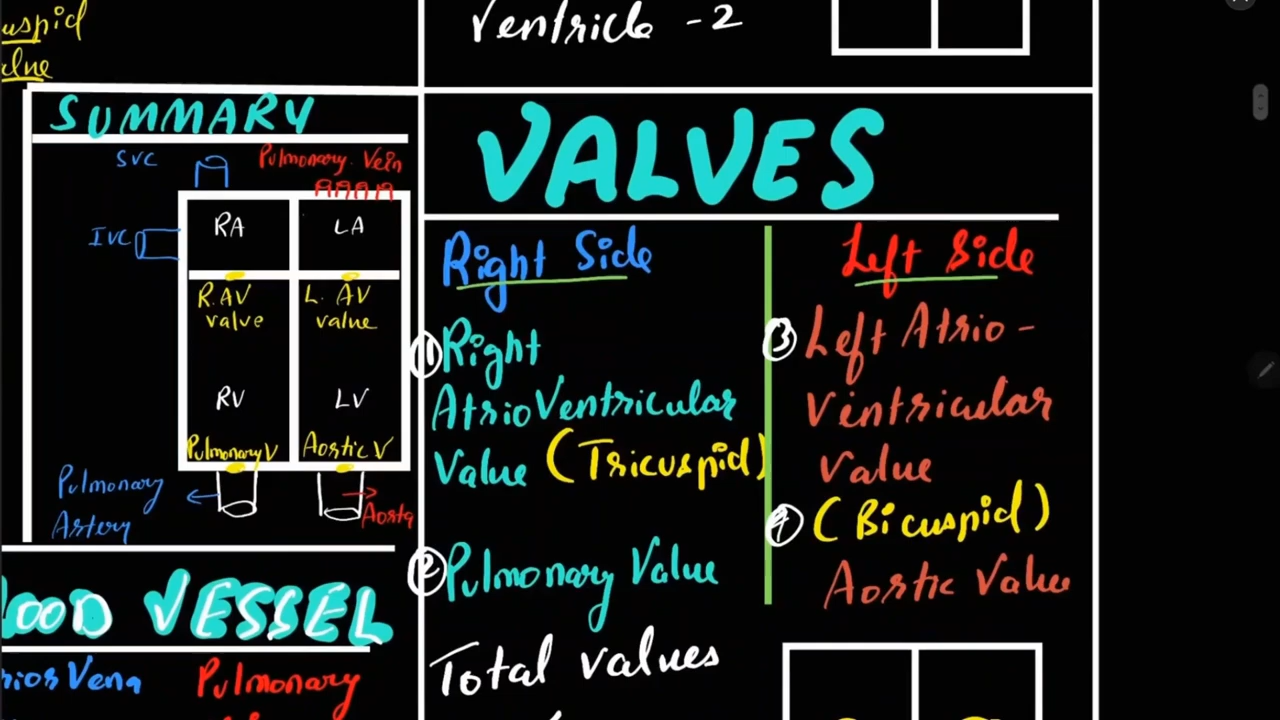 uspid
alve
Ventricle - 2
SUMMARY
SVC
Pulmonary. Vein
IVC
RA
LA
R. AV
valve
L. AV
valve
RV
LV
Pulmonary V
Aortic V
Pulmonary
Artery
Aorta
VALVES
Right Side
① Right
AtrioVentricular
Valve (Tricuspid)
② Pulmonary Valve
Left Side
③ Left Atrio -
Ventricular
Valve
④ (Bicuspid)
Aortic Valve
Total valves
LOOD VESSEL
rior Vena
Pulmonary